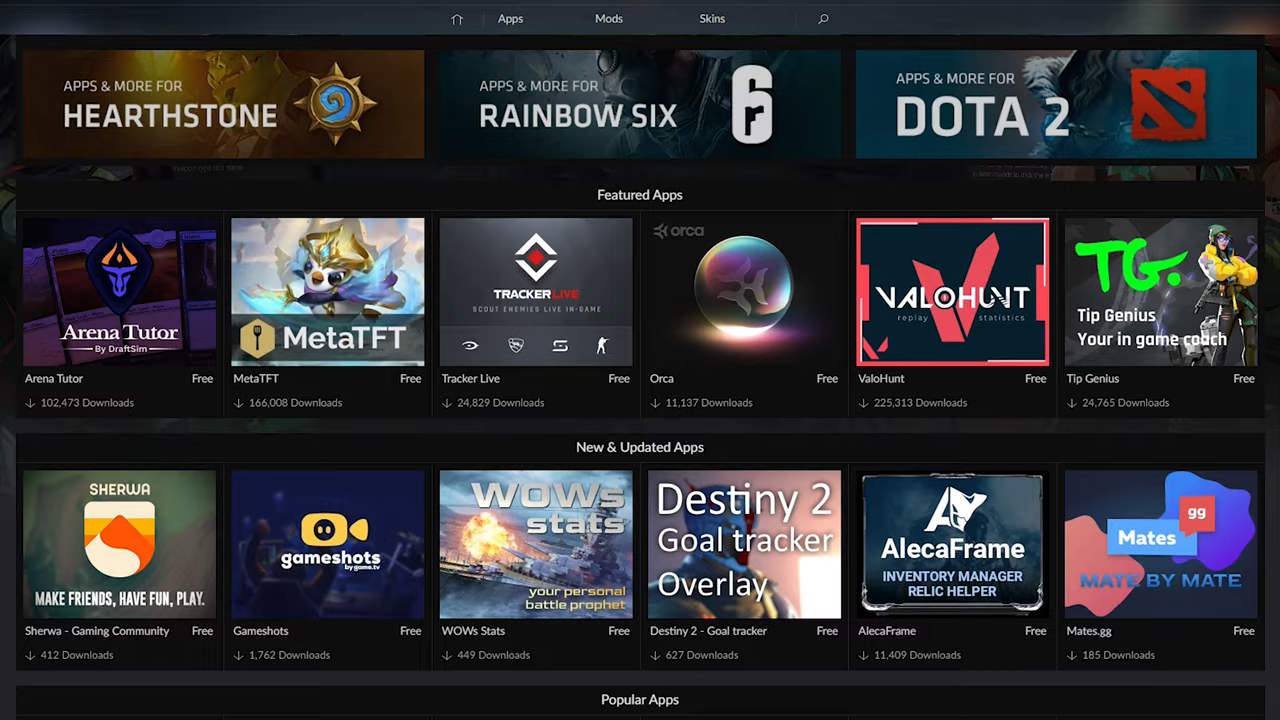 Apps Mods Skins
APPS & MORE FOR
HEARTHSTONE
APPS & MORE FOR
RAINBOW SIX
6
APPS & MORE FOR
DOTA 2
Featured Apps
Arena Tutor
By DraftSim
MetaTFT
TRACKER LIVE
SCOUT ENEMIES LIVE IN-GAME
orca
VALOHUNT
replay statistics
TG.
Tip Genius
Your in game coach
Arena Tutor Free
102,473 Downloads
MetaTFT Free
166,008 Downloads
Tracker Live Free
24,829 Downloads
Orca Free
11,137 Downloads
ValoHunt Free
225,313 Downloads
Tip Genius Free
24,765 Downloads
New & Updated Apps
SHERWA
MAKE FRIENDS, HAVE FUN, PLAY.
gameshots
by game.tv
WOWs
stats
your personal
battle prophet
Destiny 2
Goal tracker
Overlay
AlecaFrame
INVENTORY MANAGER
RELIC HELPER
gg
Mates
MATE BY MATE
Sherwa - Gaming Community Free
412 Downloads
Gameshots Free
1,762 Downloads
WOWs Stats Free
449 Downloads
Destiny 2 - Goal tracker Free
627 Downloads
AlecaFrame Free
11,409 Downloads
Mates.gg Free
185 Downloads
Popular Apps